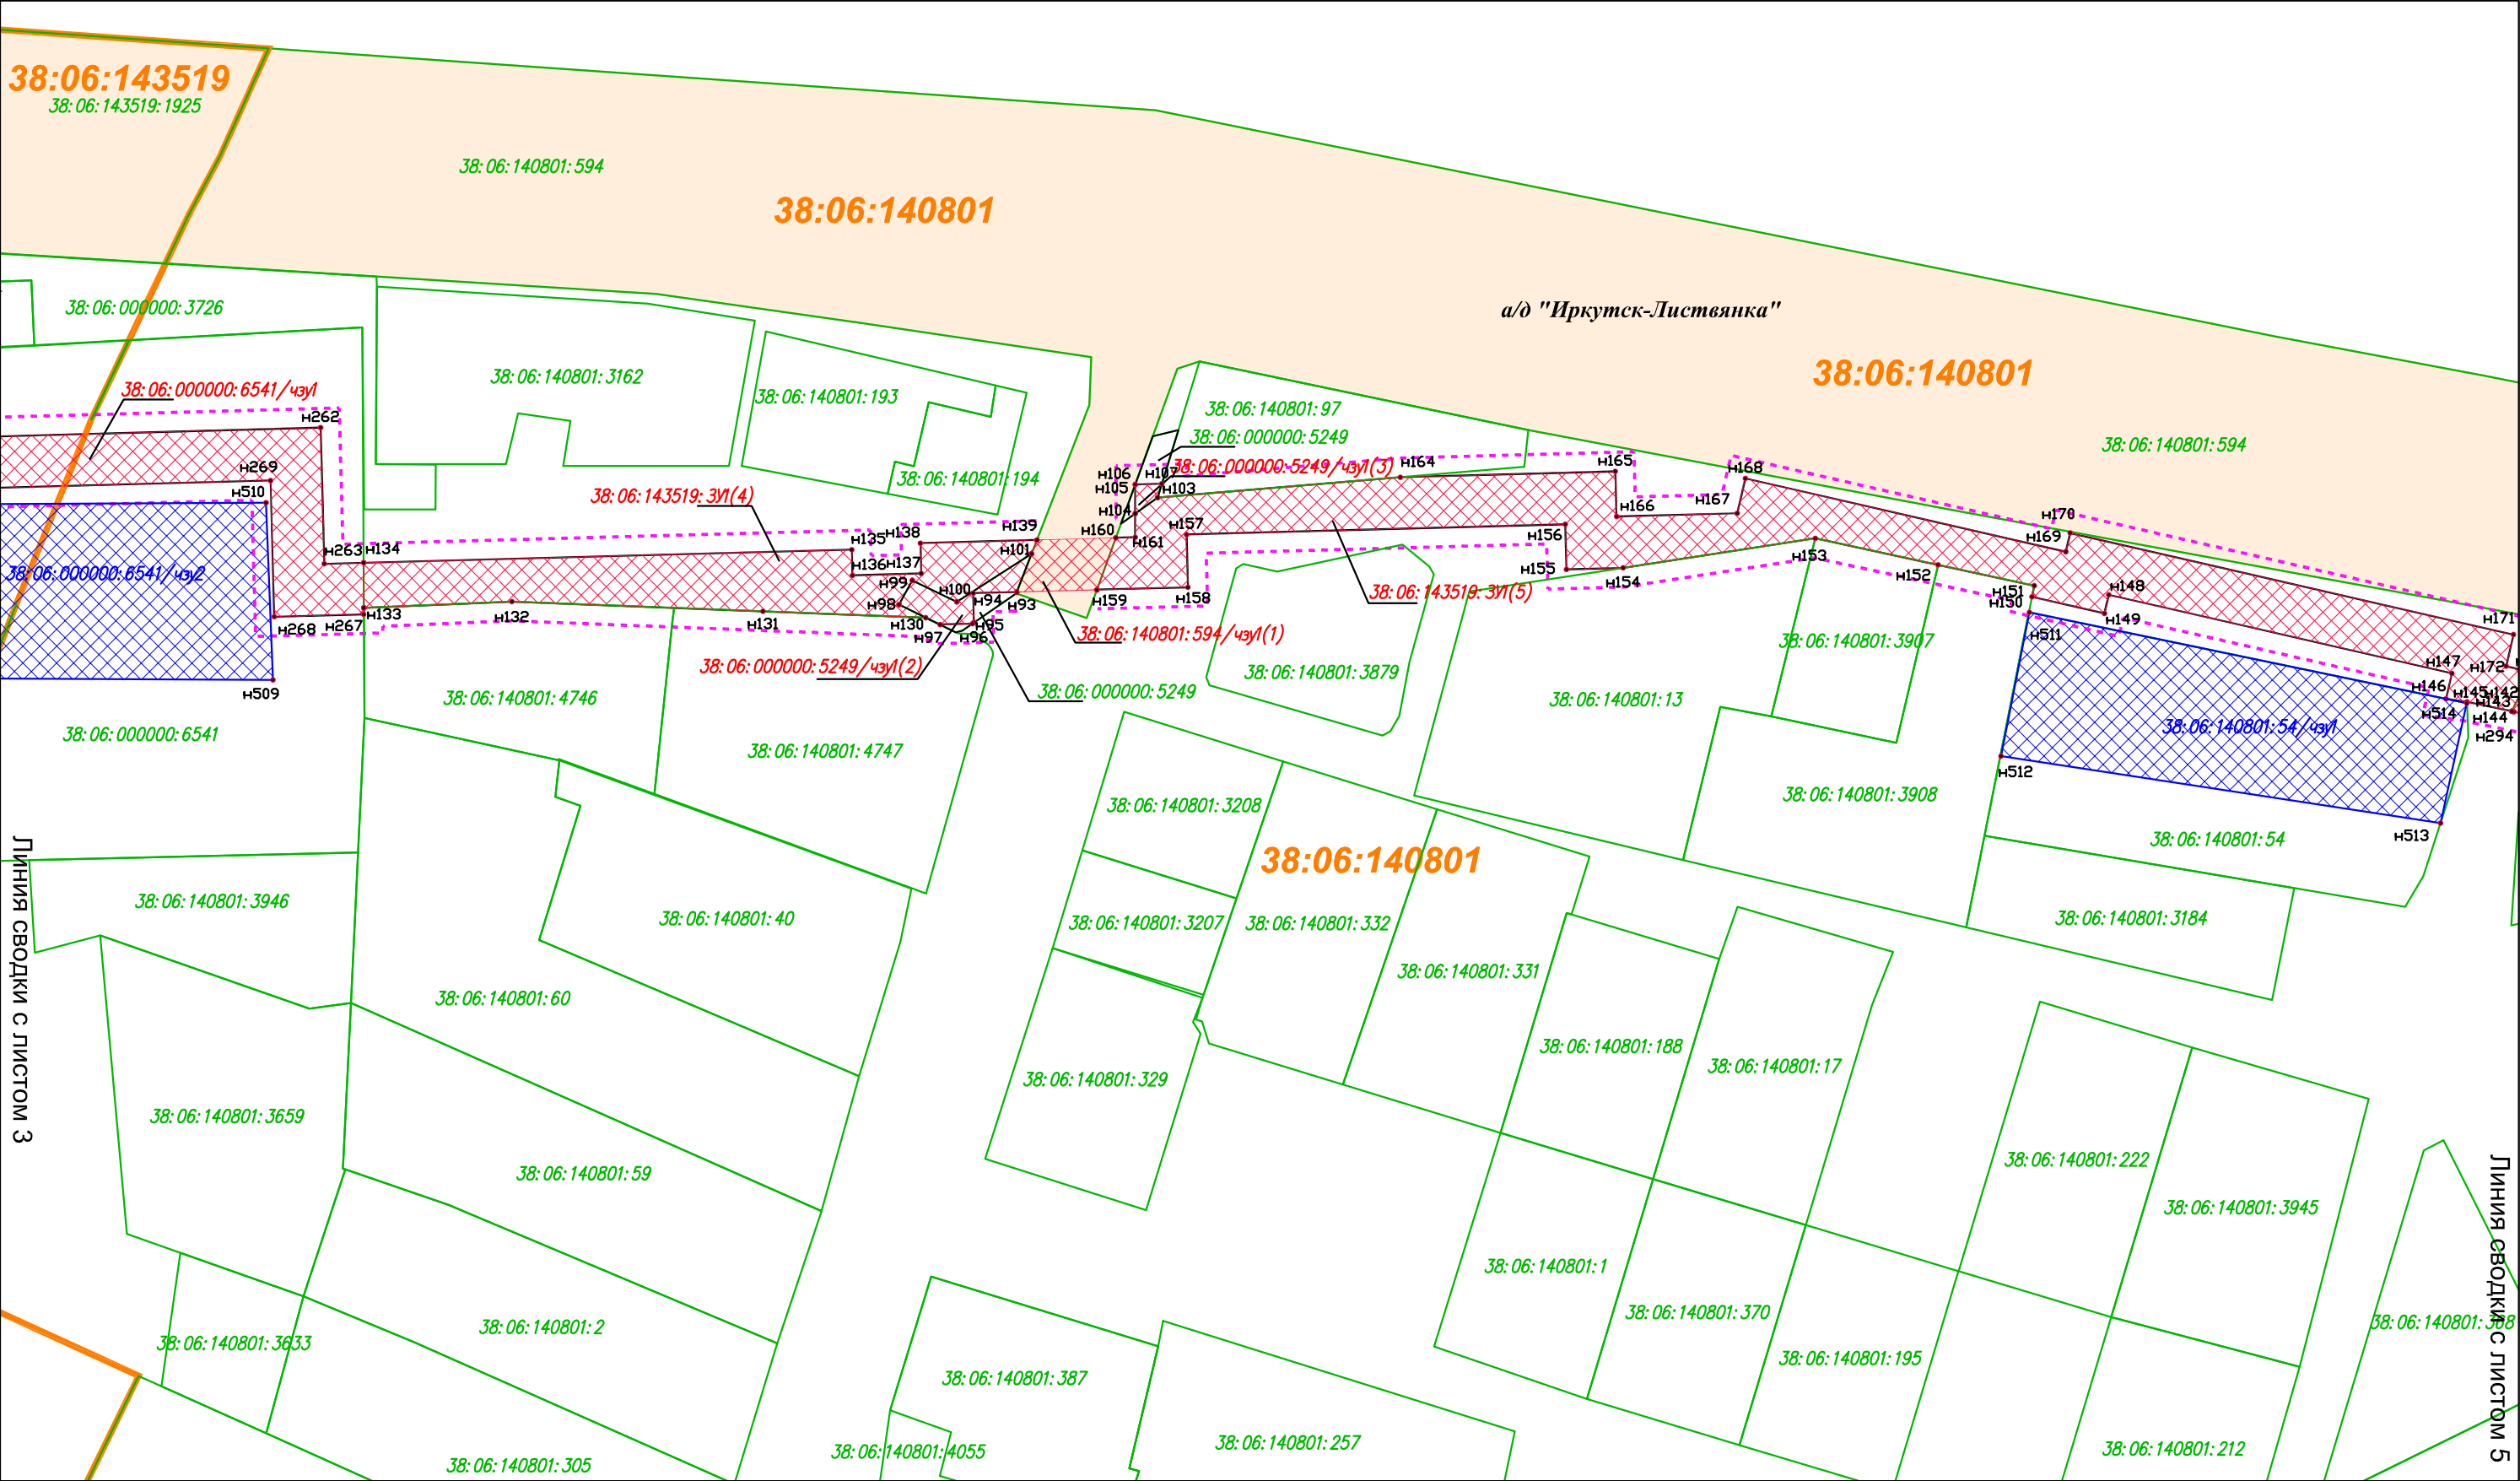 38:06:143519
38:06:143519:1925
38:06:140801:594
38:06:140801
38:06:000000:3726
а/д "Иркутск-Листвянка"
38:06:140801
38:06:140801:594
38:06:000000:6541/чзу1
38:06:140801:3162
38:06:140801:193
38:06:140801:194
38:06:140801:97
38:06:000000:5249
38:06:000000:5249/чзу1(3)
н262
н269
н510
38:06:143519:ЗУ1(4)
н106
н107
н105
н103
н104
н164
н165
н166
н167
н168
н169
н170
н171
н263
н134
н135
н136
н138
н137
н139
н101
н160
н161
н157
н156
н155
н154
н153
н152
н151
н150
н148
н149
38:06:000000:6541/чзу2
н99
н98
н100
н94
н93
н95
н96
н97
н130
н131
н132
н133
н267
н268
н159
н158
38:06:143519:ЗУ1(5)
38:06:140801:594/чзу1(1)
38:06:000000:5249/чзу1(2)
38:06:000000:5249
38:06:140801:3879
38:06:140801:3907
н511
н147
н172
н146
н145
н142
н143
н514
н144
н294
н509
38:06:140801:4746
38:06:140801:13
38:06:140801:54/чзу1
38:06:000000:6541
38:06:140801:4747
н512
38:06:140801:3208
38:06:140801:3908
н513
38:06:140801:54
38:06:140801
38:06:140801:3946
38:06:140801:40
38:06:140801:3207
38:06:140801:332
38:06:140801:3184
38:06:140801:331
Линия сводки с листом 3
38:06:140801:60
38:06:140801:188
38:06:140801:17
38:06:140801:329
38:06:140801:3659
38:06:140801:59
38:06:140801:222
38:06:140801:3945
38:06:140801:1
38:06:140801:370
38:06:140801:368
Линия сводки с листом 5
38:06:140801:3633
38:06:140801:2
38:06:140801:195
38:06:140801:387
38:06:140801:257
38:06:140801:212
38:06:140801:4055
38:06:140801:305